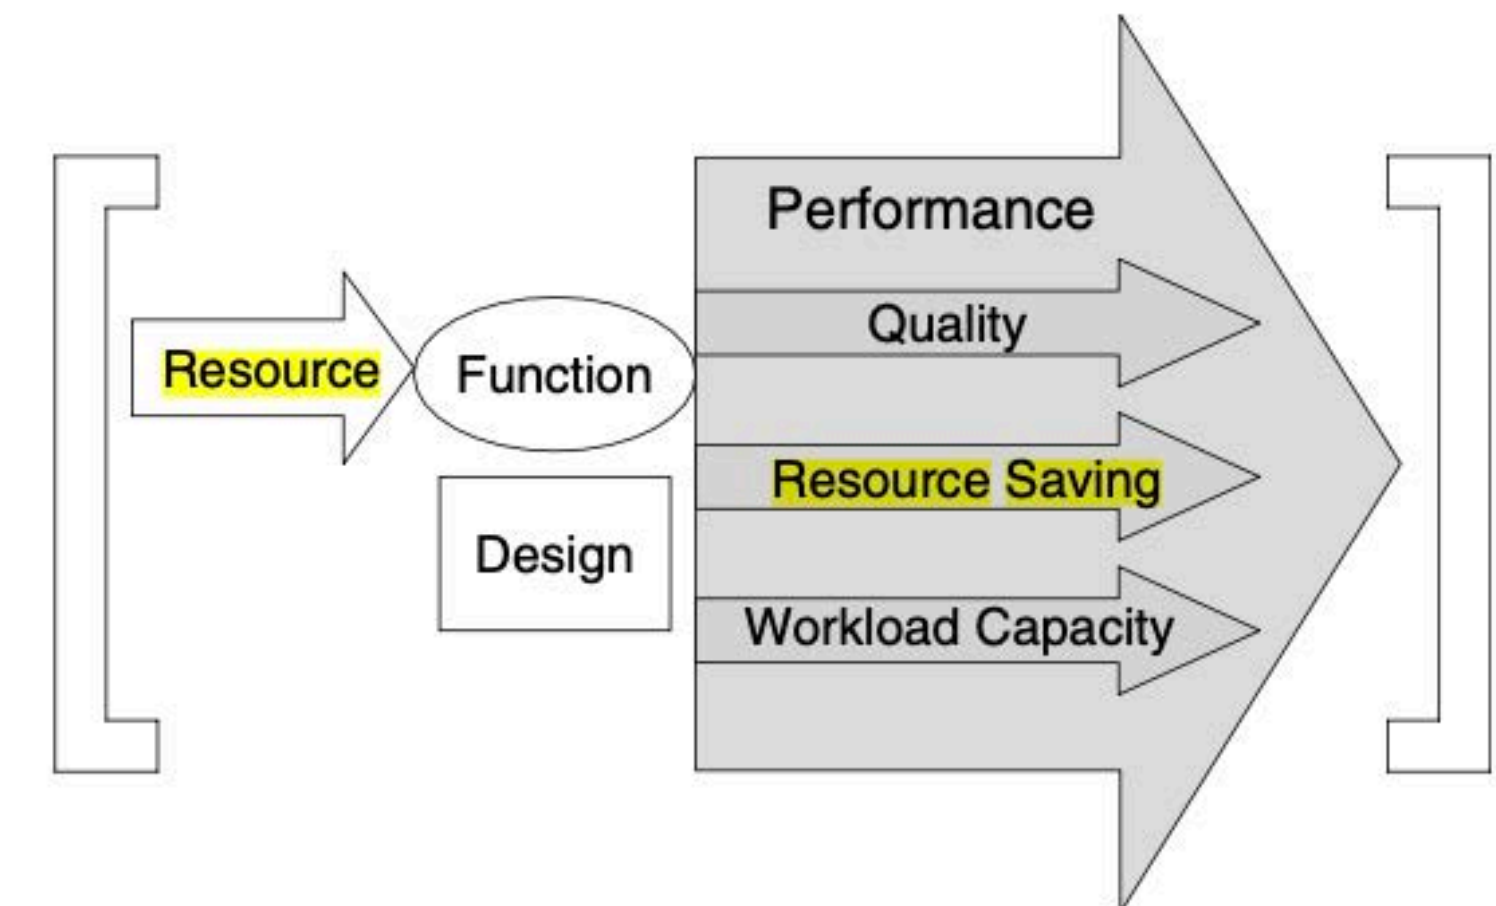 Performance
Quality
Resource
Function
Resource Saving
Design
Workload Capacity